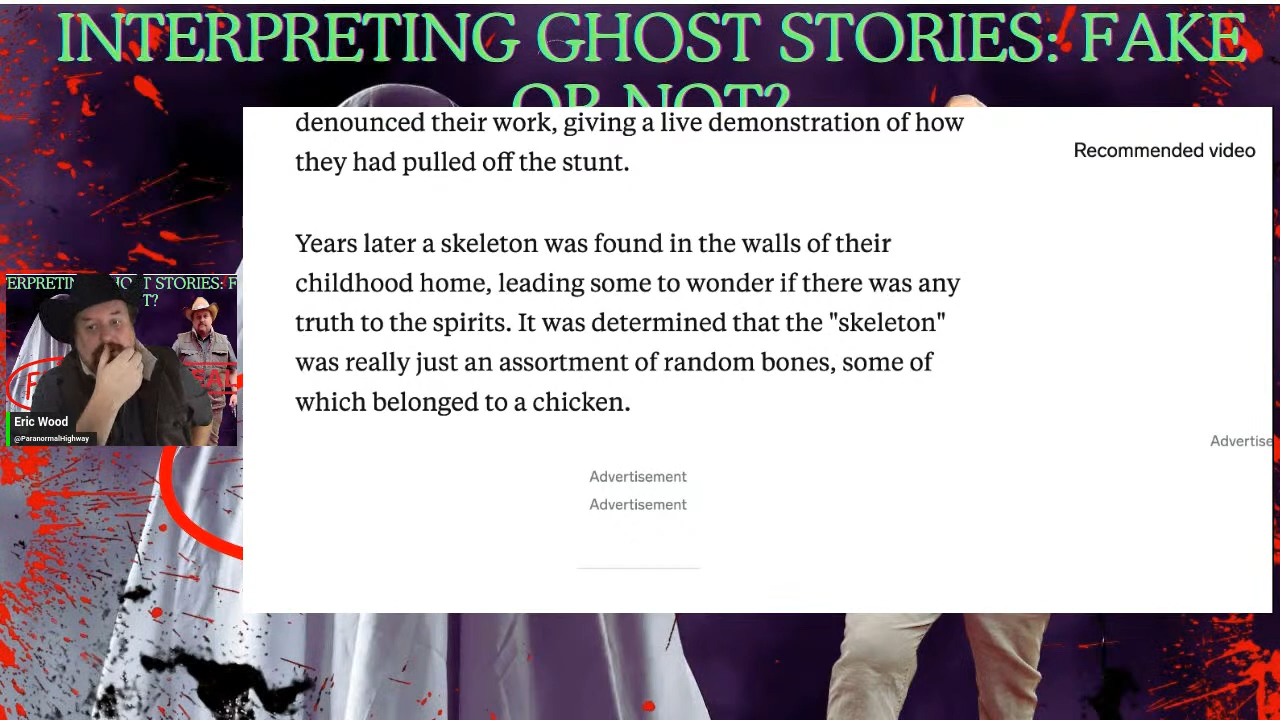 INTERPRETING GHOST STORIES: FAKE
OR NOT?
denounced their work, giving a live demonstration of how
they had pulled off the stunt.
Recommended video
Years later a skeleton was found in the walls of their
childhood home, leading some to wonder if there was any
truth to the spirits. It was determined that the "skeleton"
was really just an assortment of random bones, some of
which belonged to a chicken.
Advertise
Advertisement
Advertisement
STORIES: F
T?
Eric Wood
@ParanormalHighway